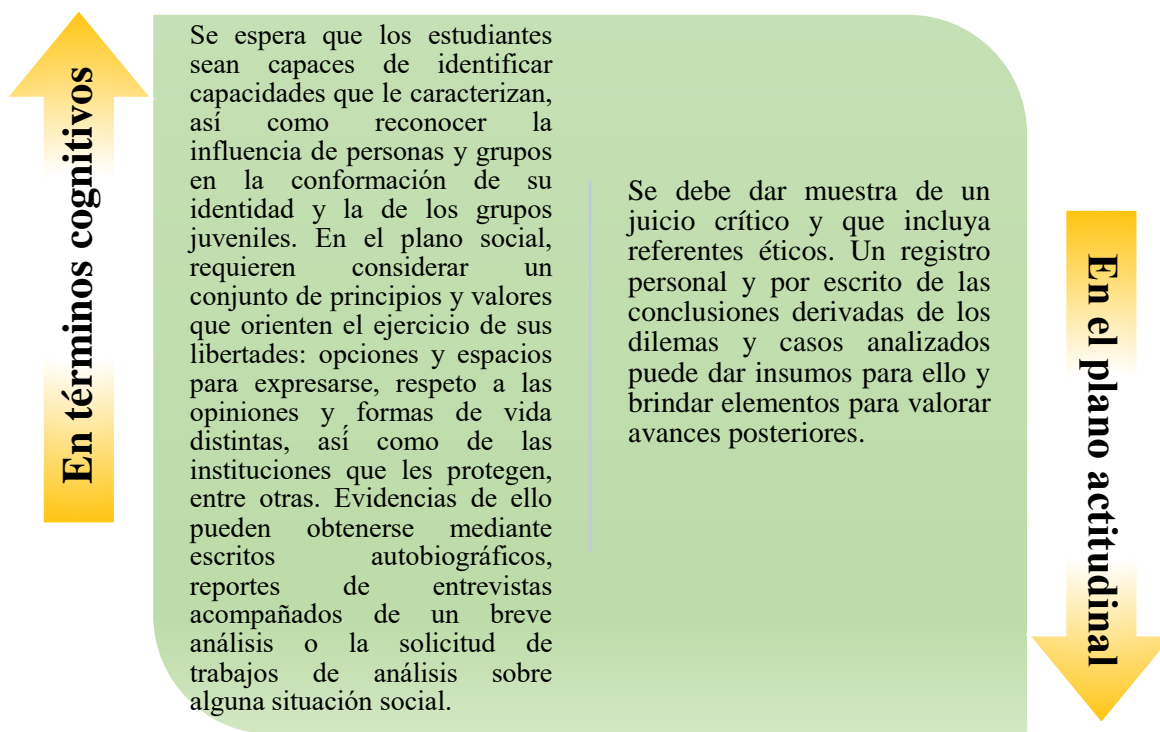 En términos cognitivos
Se espera que los estudiantes
sean capaces de identificar
capacidades que le caracterizan,
así como reconocer la
influencia de personas y grupos
en la conformación de su
identidad y la de los grupos
juveniles. En el plano social,
requieren considerar un
conjunto de principios y valores
que orienten el ejercicio de sus
libertades: opciones y espacios
para expresarse, respeto a las
opiniones y formas de vida
distintas, así como de las
instituciones que les protegen,
entre otras. Evidencias de ello
pueden obtenerse mediante
escritos autobiográficos,
reportes de entrevistas
acompañados de un breve
análisis o la solicitud de
trabajos de análisis sobre
alguna situación social.
Se debe dar muestra de un
juicio crítico y que incluya
referentes éticos. Un registro
personal y por escrito de las
conclusiones derivadas de los
dilemas y casos analizados
puede dar insumos para ello y
brindar elementos para valorar
avances posteriores.
En el plano actitudinal